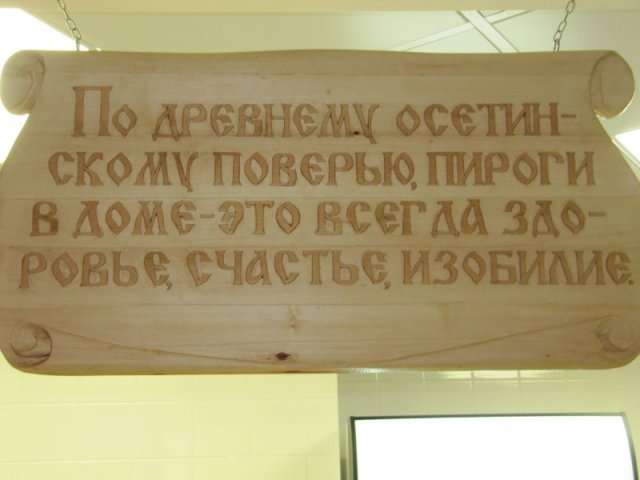 По древнему осетин-
скому поверью, пироги
в доме-это всегда здо-
ровье, счастье, изобилие.